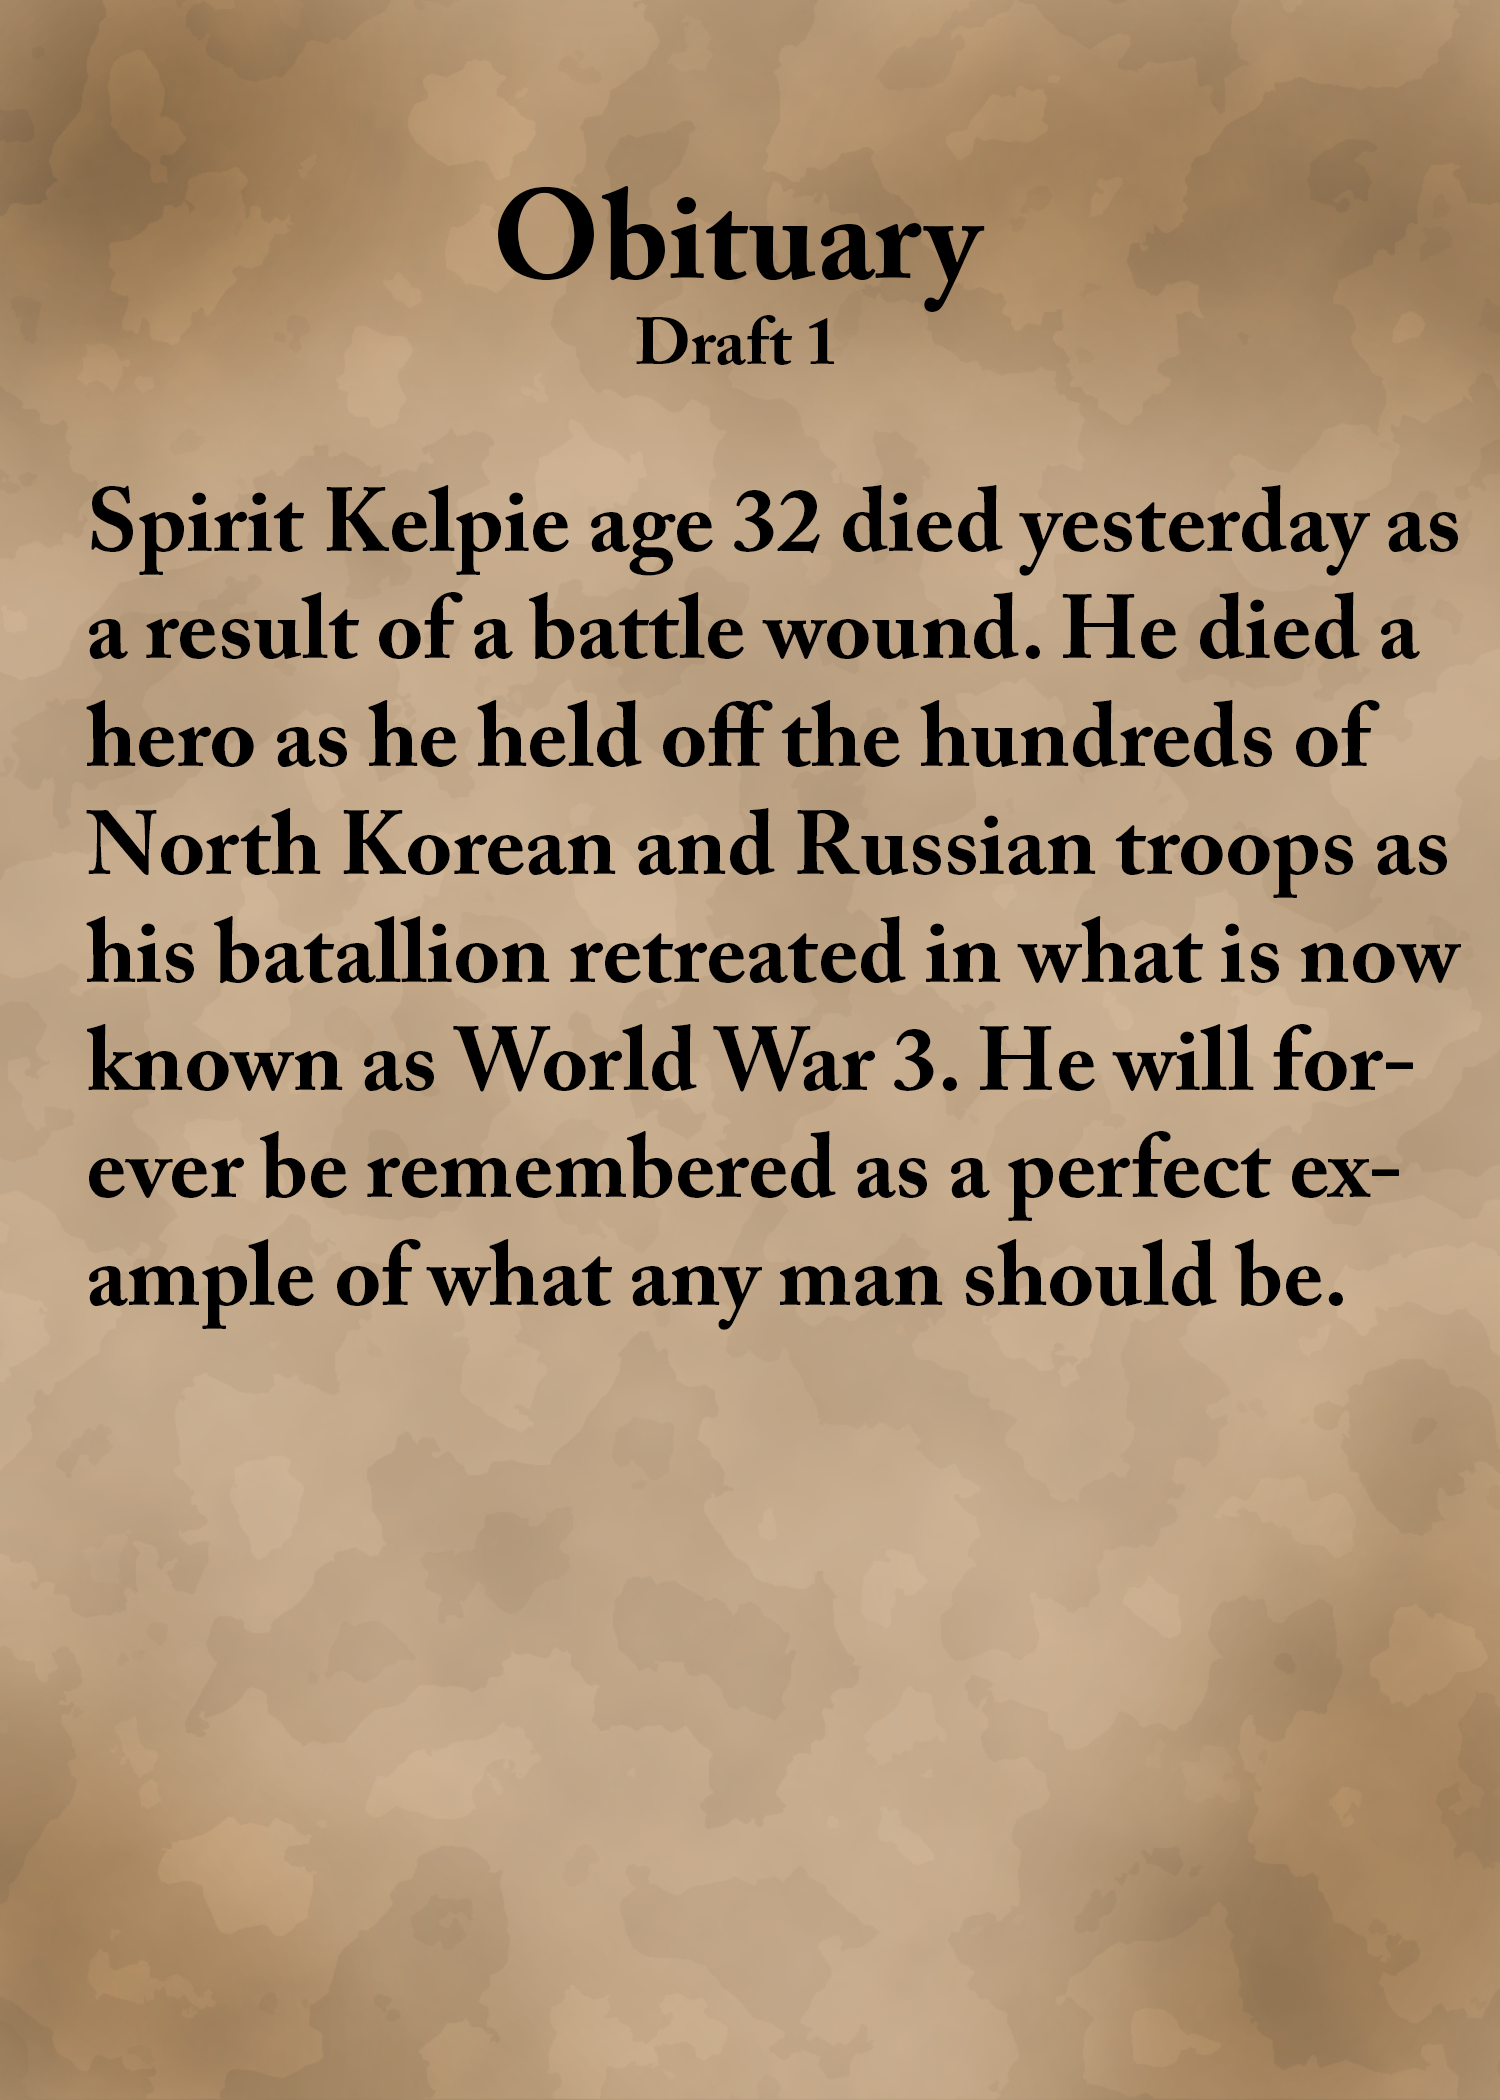 Obituary
Draft 1
Spirit Kelpie age 32 died yesterday as
a result of a battle wound. He died a
hero as he held off the hundreds of
North Korean and Russian troops as
his batallion retreated in what is now
known as World War 3. He will for-
ever be remembered as a perfect ex-
ample of what any man should be.